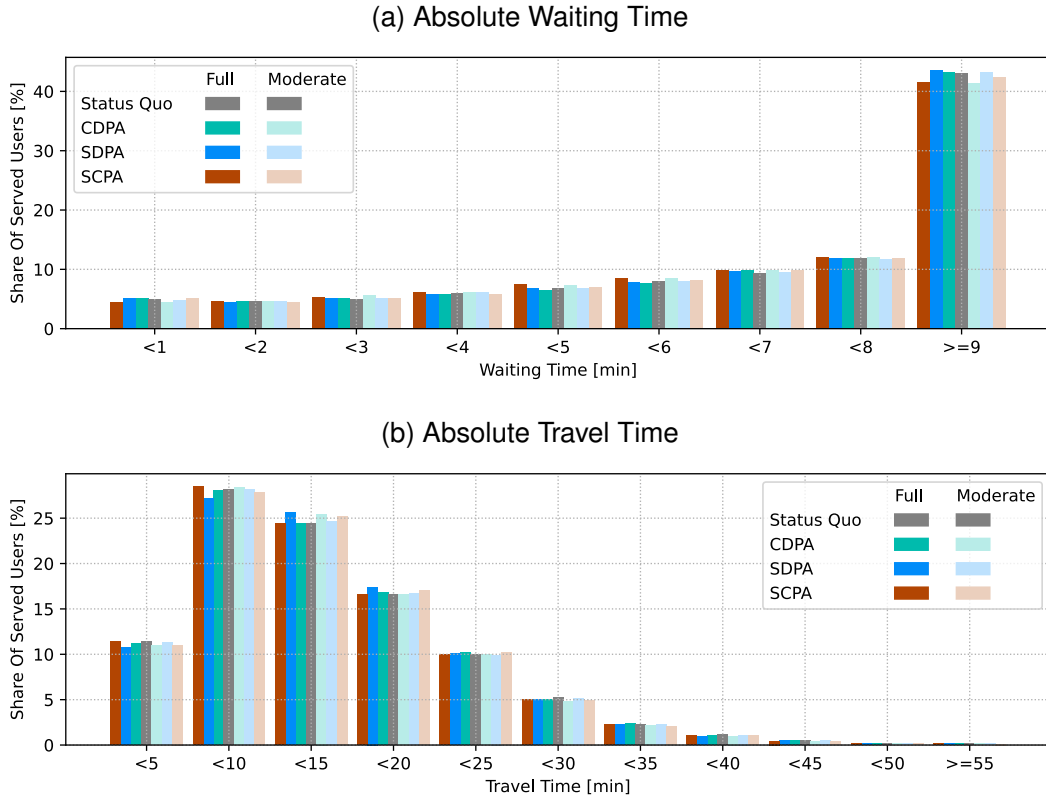 (a) Absolute Waiting Time
Share Of Served Users [%]
40
30
20
10
0
Full Moderate
Status Quo
CDPA
SDPA
SCPA
<1 <2 <3 <4 <5 <6 <7 <8 >=9
Waiting Time [min]
(b) Absolute Travel Time
Share Of Served Users [%]
25
20
15
10
5
0
Full Moderate
Status Quo
CDPA
SDPA
SCPA
<5 <10 <15 <20 <25 <30 <35 <40 <45 <50 >=55
Travel Time [min]